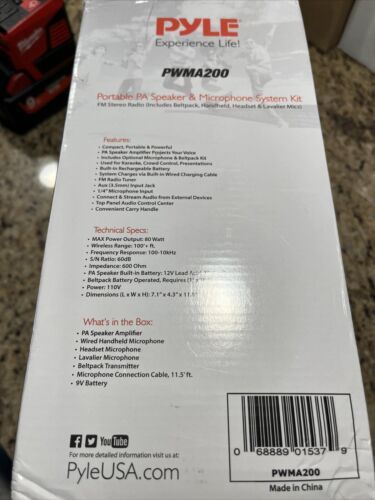 PYLE
Experience Life!
PWMA200
Portable PA Speaker & Microphone System Kit
FM Stereo Radio (Includes Beltpack, Handheld, Headset & Lavalier Mics)
Features:
• Compact, Portable & Powerful
• PA Speaker Amplifier Projects Your Voice
• Includes Optional Microphone & Beltpack Kit
• Used for Karaoke, Crowd Control, Presentations
• Built-in Rechargeable Battery
• System Charges via Built-in Wired Charging Cable
• FM Radio Tuner
• Aux (3.5mm) Input Jack
• 1/4" Microphone Input
• Connect & Stream Audio from External Devices
• Top Panel Audio Control Center
• Convenient Carry Handle
Technical Specs:
• MAX Power Output: 80 Watt
• Wireless Range: 100'+ ft.
• Frequency Response: 100-10kHz
• S/N Ratio: 60dB
• Impedance: 600 Ohm
• PA Speaker Built-in Battery: 12V Lead
• Beltpack Battery Operated, Requires
• Power: 110V
• Dimensions (L x W x H): 7.1" x 4.3" x
What's in the Box:
• PA Speaker Amplifier
• Wired Handheld Microphone
• Headset Microphone
• Lavalier Microphone
• Beltpack Transmitter
• Microphone Connection Cable, 11.5' ft.
• 9V Battery
f YouTube
For more detailed information visit us at:
PyleUSA.com
0 68889 01537 9
PWMA200
Made in China